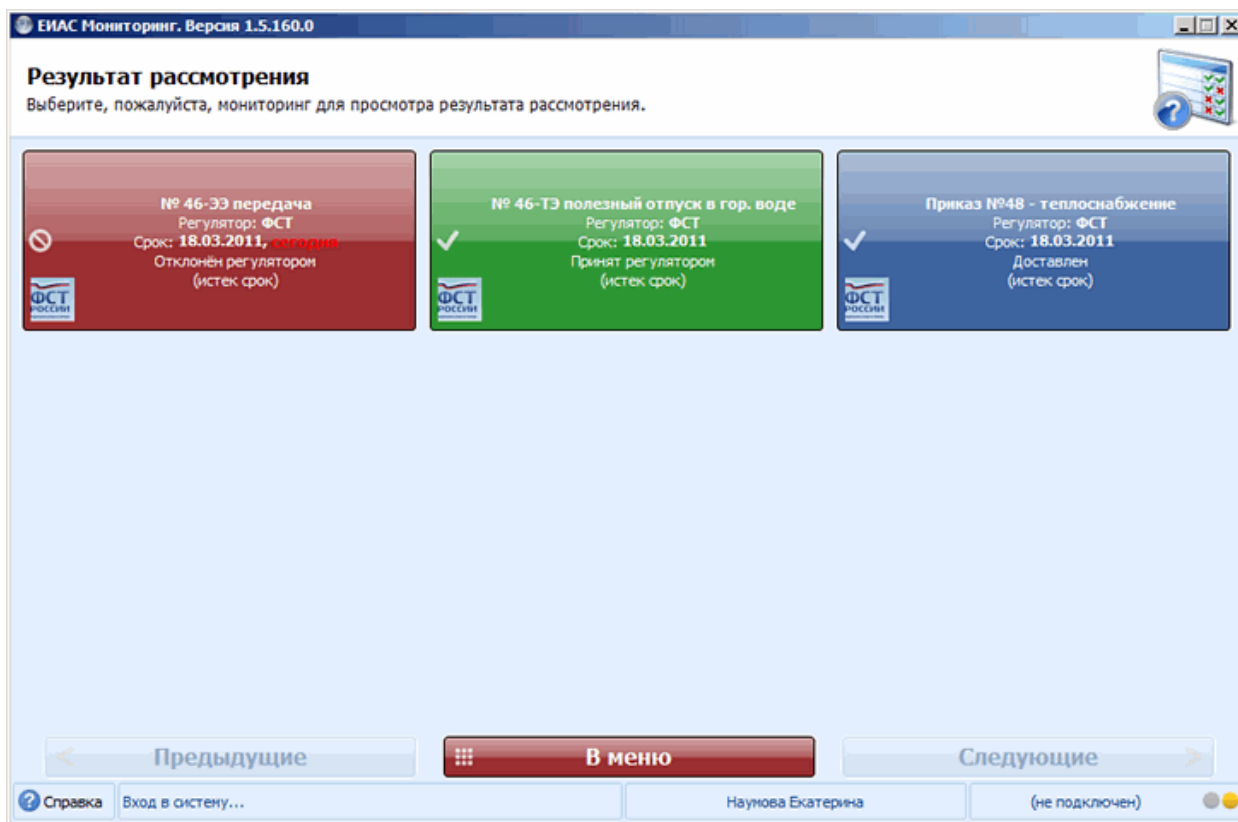 ЕИАС Мониторинг. Версия 1.5.160.0
Результат рассмотрения
Выберите, пожалуйста, мониторинг для просмотра результата рассмотрения.
№ 46-ЭЭ передача
Регулятор: ФСТ
Срок: 18.03.2011, сегодня
Отклонён регулятором
(истек срок)
ФСТ
РОССИИ
№ 46-ТЭ полезный отпуск в гор. воде
Регулятор: ФСТ
Срок: 18.03.2011
Принят регулятором
(истек срок)
ФСТ
РОССИИ
Приказ №48 - теплоснабжение
Регулятор: ФСТ
Срок: 18.03.2011
Доставлен
(истек срок)
ФСТ
РОССИИ
Предыдущие
В меню
Следующие
Справка
Вход в систему...
Наумова Екатерина
(не подключен)